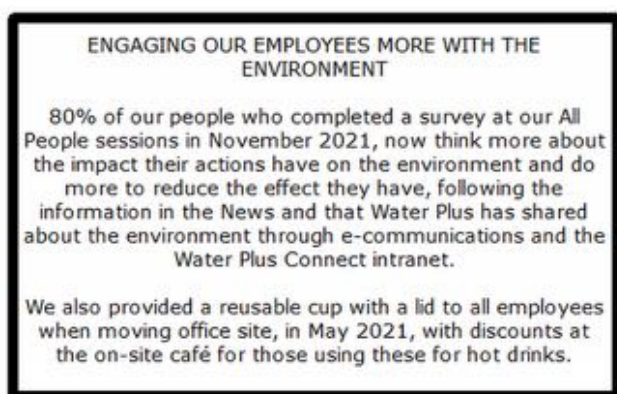 ENGAGING OUR EMPLOYEES MORE WITH THE
ENVIRONMENT
80% of our people who completed a survey at our All
People sessions in November 2021, now think more about
the impact their actions have on the environment and do
more to reduce the effect they have, following the
information in the News and that Water Plus has shared
about the environment through e-communications and the
Water Plus Connect intranet.
We also provided a reusable cup with a lid to all employees
when moving office site, in May 2021, with discounts at
the on-site café for those using these for hot drinks.